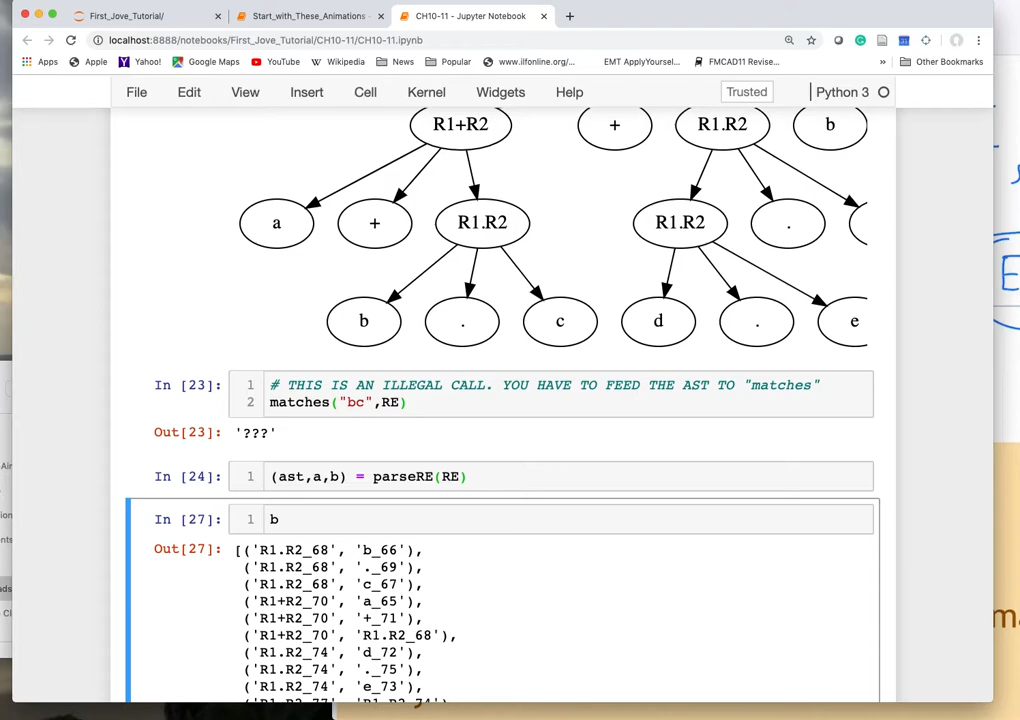 First_Jove_Tutorial/
Start_with_These_Animations -
CH10-11 - Jupyter Notebook
localhost:8888/notebooks/First_Jove_Tutorial/CH10-11/CH10-11.ipynb
Apps Apple Yahoo! Google Maps YouTube Wikipedia News Popular www.ilfonline.org/... EMT ApplyYoursel... FMCAD11 Revise... » Other Bookmarks
File Edit View Insert Cell Kernel Widgets Help Trusted Python 3
R1+R2 + R1.R2 b
a + R1.R2 R1.R2 .
b . c d . e
In [23]: 1 # THIS IS AN ILLEGAL CALL. YOU HAVE TO FEED THE AST TO "matches"
2 matches("bc",RE)
Out[23]: '???'
In [24]: 1 (ast,a,b) = parseRE(RE)
In [27]: 1 b
Out[27]: [('R1.R2_68', 'b_66'),
('R1.R2_68', '._69'),
('R1.R2_68', 'c_67'),
('R1+R2_70', 'a_65'),
('R1+R2_70', '+_71'),
('R1+R2_70', 'R1.R2_68'),
('R1.R2_74', 'd_72'),
('R1.R2_74', '._75'),
('R1.R2_74', 'e_73'),